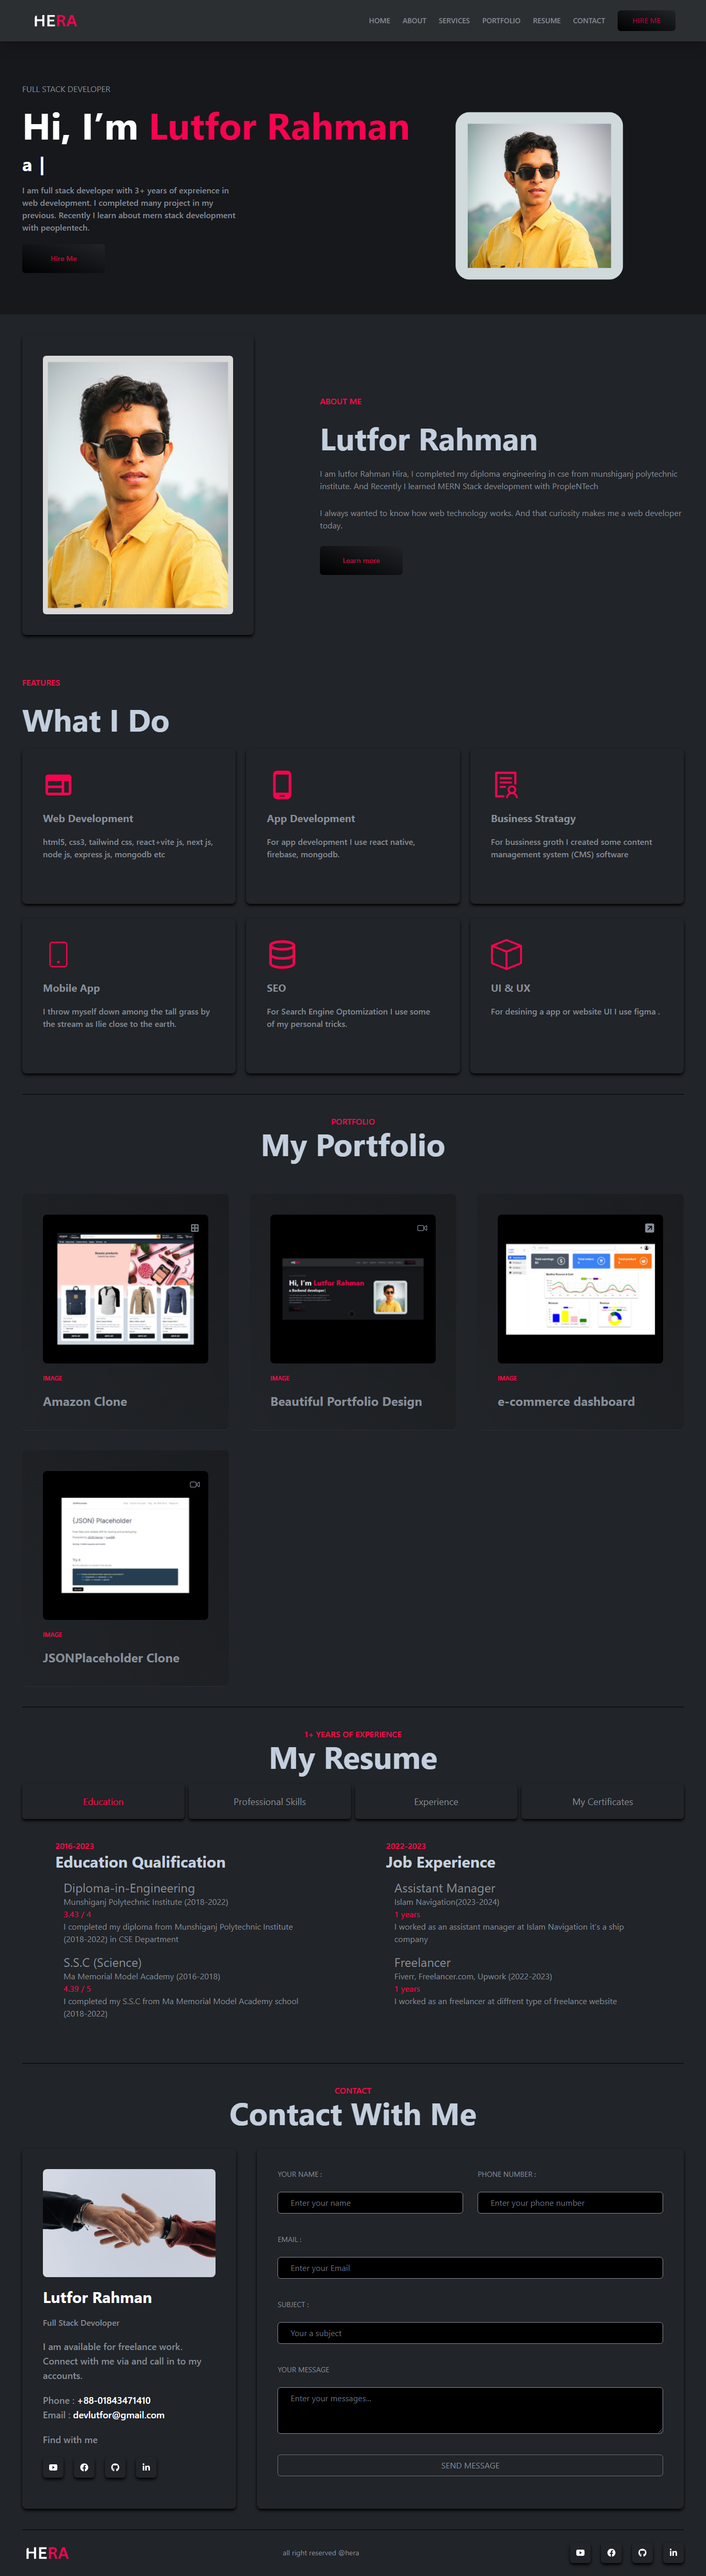 HERA
HOME ABOUT SERVICES PORTFOLIO RESUME CONTACT HIRE ME
FULL STACK DEVELOPER
Hi, I’m Lutfor Rahman
a |
I am full stack developer with 3+ years of expreience in
web development. I completed many project in my
previous. Recently I learn about mern stack development
with peoplentech.
Hire Me
ABOUT ME
Lutfor Rahman
I am lutfor Rahman Hira, I completed my diploma engineering in cse from munshiganj polytechnic
institute. And Recently I learned MERN Stack development with PropleNTech
I always wanted to know how web technology works. And that curiosity makes me a web developer
today.
Learn more
FEATURES
What I Do
Web Development
html5, css3, tailwind css, react+vite js, next js,
node js, express js, mongodb etc
App Development
For app development I use react native,
firebase, mongodb.
Business Stratagy
For bussiness groth I created some content
management system (CMS) software
Mobile App
I throw myself down among the tall grass by
the stream as Ilie close to the earth.
SEO
For Search Engine Optomization I use some
of my personal tricks.
UI & UX
For desining a app or website UI I use figma .
PORTFOLIO
My Portfolio
IMAGE
Amazon Clone
Hi, I'm Lutfor Rahman
a Backend developer|
IMAGE
Beautiful Portfolio Design
IMAGE
e-commerce dashboard
{JSON} Placeholder
Try it
IMAGE
JSONPlaceholder Clone
1+ YEARS OF EXPERIENCE
My Resume
Education
Professional Skills
Experience
My Certificates
2016-2023
Education Qualification
Diploma-in-Engineering
Munshiganj Polytechnic Institute (2018-2022)
3.43 / 4
I completed my diploma from Munshiganj Polytechnic Institute
(2018-2022) in CSE Department
S.S.C (Science)
Ma Memorial Model Academy (2016-2018)
4.39 / 5
I completed my S.S.C from Ma Memorial Model Academy school
(2018-2022)
2022-2023
Job Experience
Assistant Manager
Islam Navigation(2023-2024)
1 years
I worked as an assistant manager at Islam Navigation it's a ship
company
Freelancer
Fiverr, Freelancer.com, Upwork (2022-2023)
1 years
I worked as an freelancer at diffrent type of freelance website
CONTACT
Contact With Me
Lutfor Rahman
Full Stack Devoloper
I am available for freelance work.
Connect with me via and call in to my
accounts.
Phone : +88-01843471410
Email : devlutfor@gmail.com
Find with me
YOUR NAME :
Enter your name
PHONE NUMBER :
Enter your phone number
EMAIL :
Enter your Email
SUBJECT :
Your a subject
YOUR MESSAGE
Enter your messages...
SEND MESSAGE
HERA
all right reserved @hera